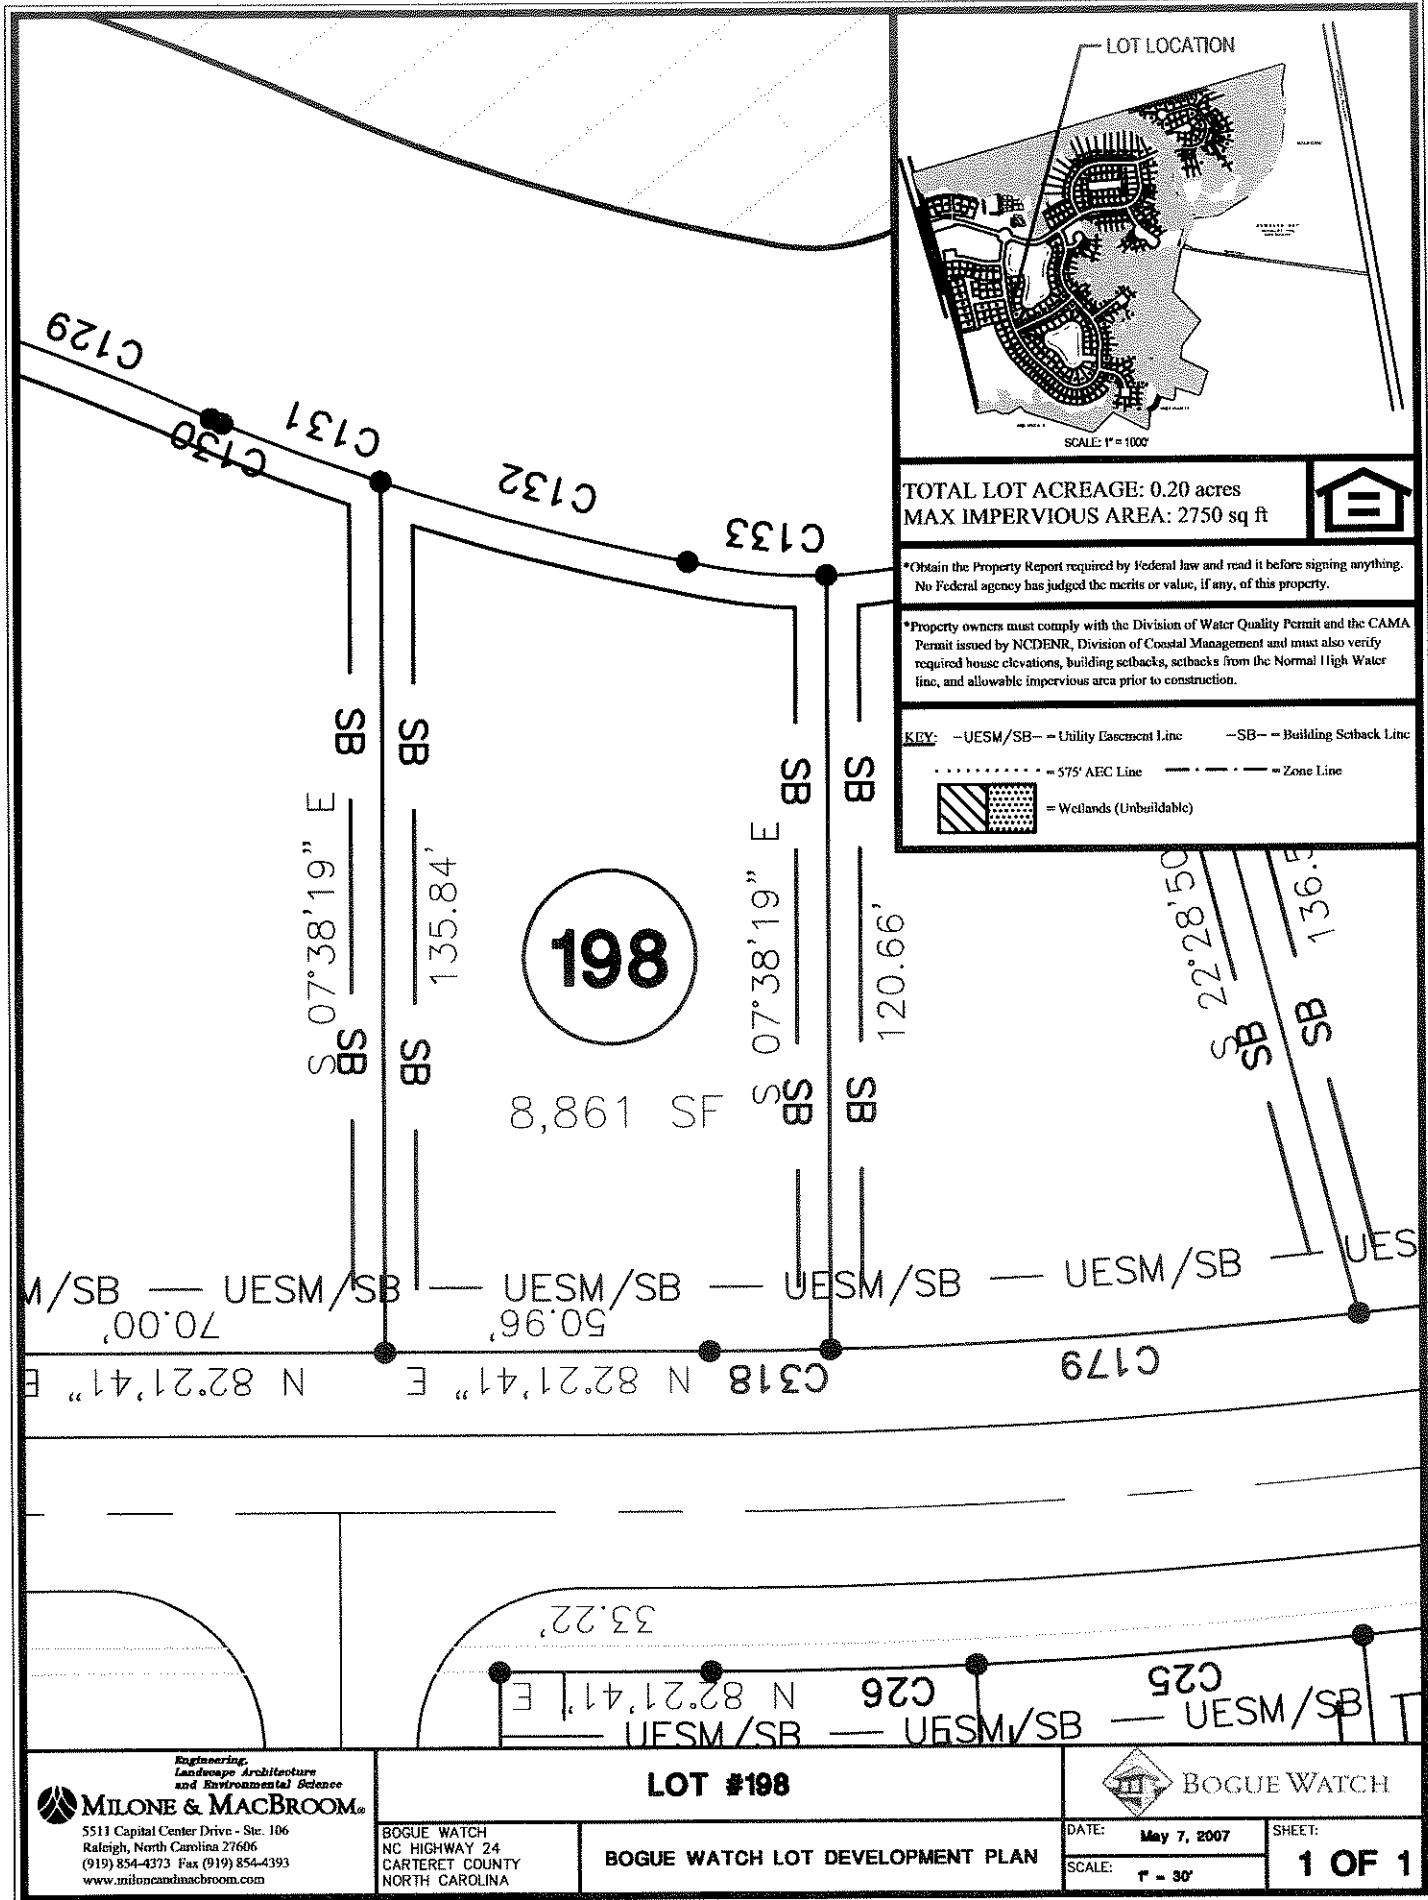 LOT LOCATION
SCALE: 1" = 1000'
TOTAL LOT ACREAGE: 0.20 acres
MAX IMPERVIOUS AREA: 2750 sq ft
*Obtain the Property Report required by Federal law and read it before signing anything.
No Federal agency has judged the merits or value, if any, of this property.
*Property owners must comply with the Division of Water Quality Permit and the CAMA
Permit issued by NCDENR, Division of Coastal Management and must also verify
required house elevations, building setbacks, setbacks from the Normal High Water
line, and allowable impervious area prior to construction.
KEY: -UESM/SB- = Utility Easement Line -SB- = Building Setback Line
= 575' AEC Line = Zone Line
= Wetlands (Unbuildable)
C129
C130
C131
C132
C133
SB SB SB SB
S 07°38'19" E
135.84'
S 07°38'19" E
120.66'
S 22°28'50
136.5
198
SB SB SB SB
SB SB
8,861 SF
M/SB UESM/SB UESM/SB UESM/SB UESM/SB UES
70.00'
50.96'
N 82°21'41" E
N 82°21'41" E
C318
C179
33.22'
N 82°21'41" E
C26
C25
UESM/SB UESM/SB UESM/SB
Engineering,
Landscape Architecture
and Environmental Science
MILONE & MACBROOM
5511 Capital Center Drive - Ste. 106
Raleigh, North Carolina 27606
(919) 854-4373 Fax (919) 854-4393
www.miloneandmacbroom.com
LOT #198
BOGUE WATCH
NC HIGHWAY 24
CARTERET COUNTY
NORTH CAROLINA
BOGUE WATCH LOT DEVELOPMENT PLAN
BOGUE WATCH
DATE: May 7, 2007
SCALE: 1" = 30'
SHEET:
1 OF 1